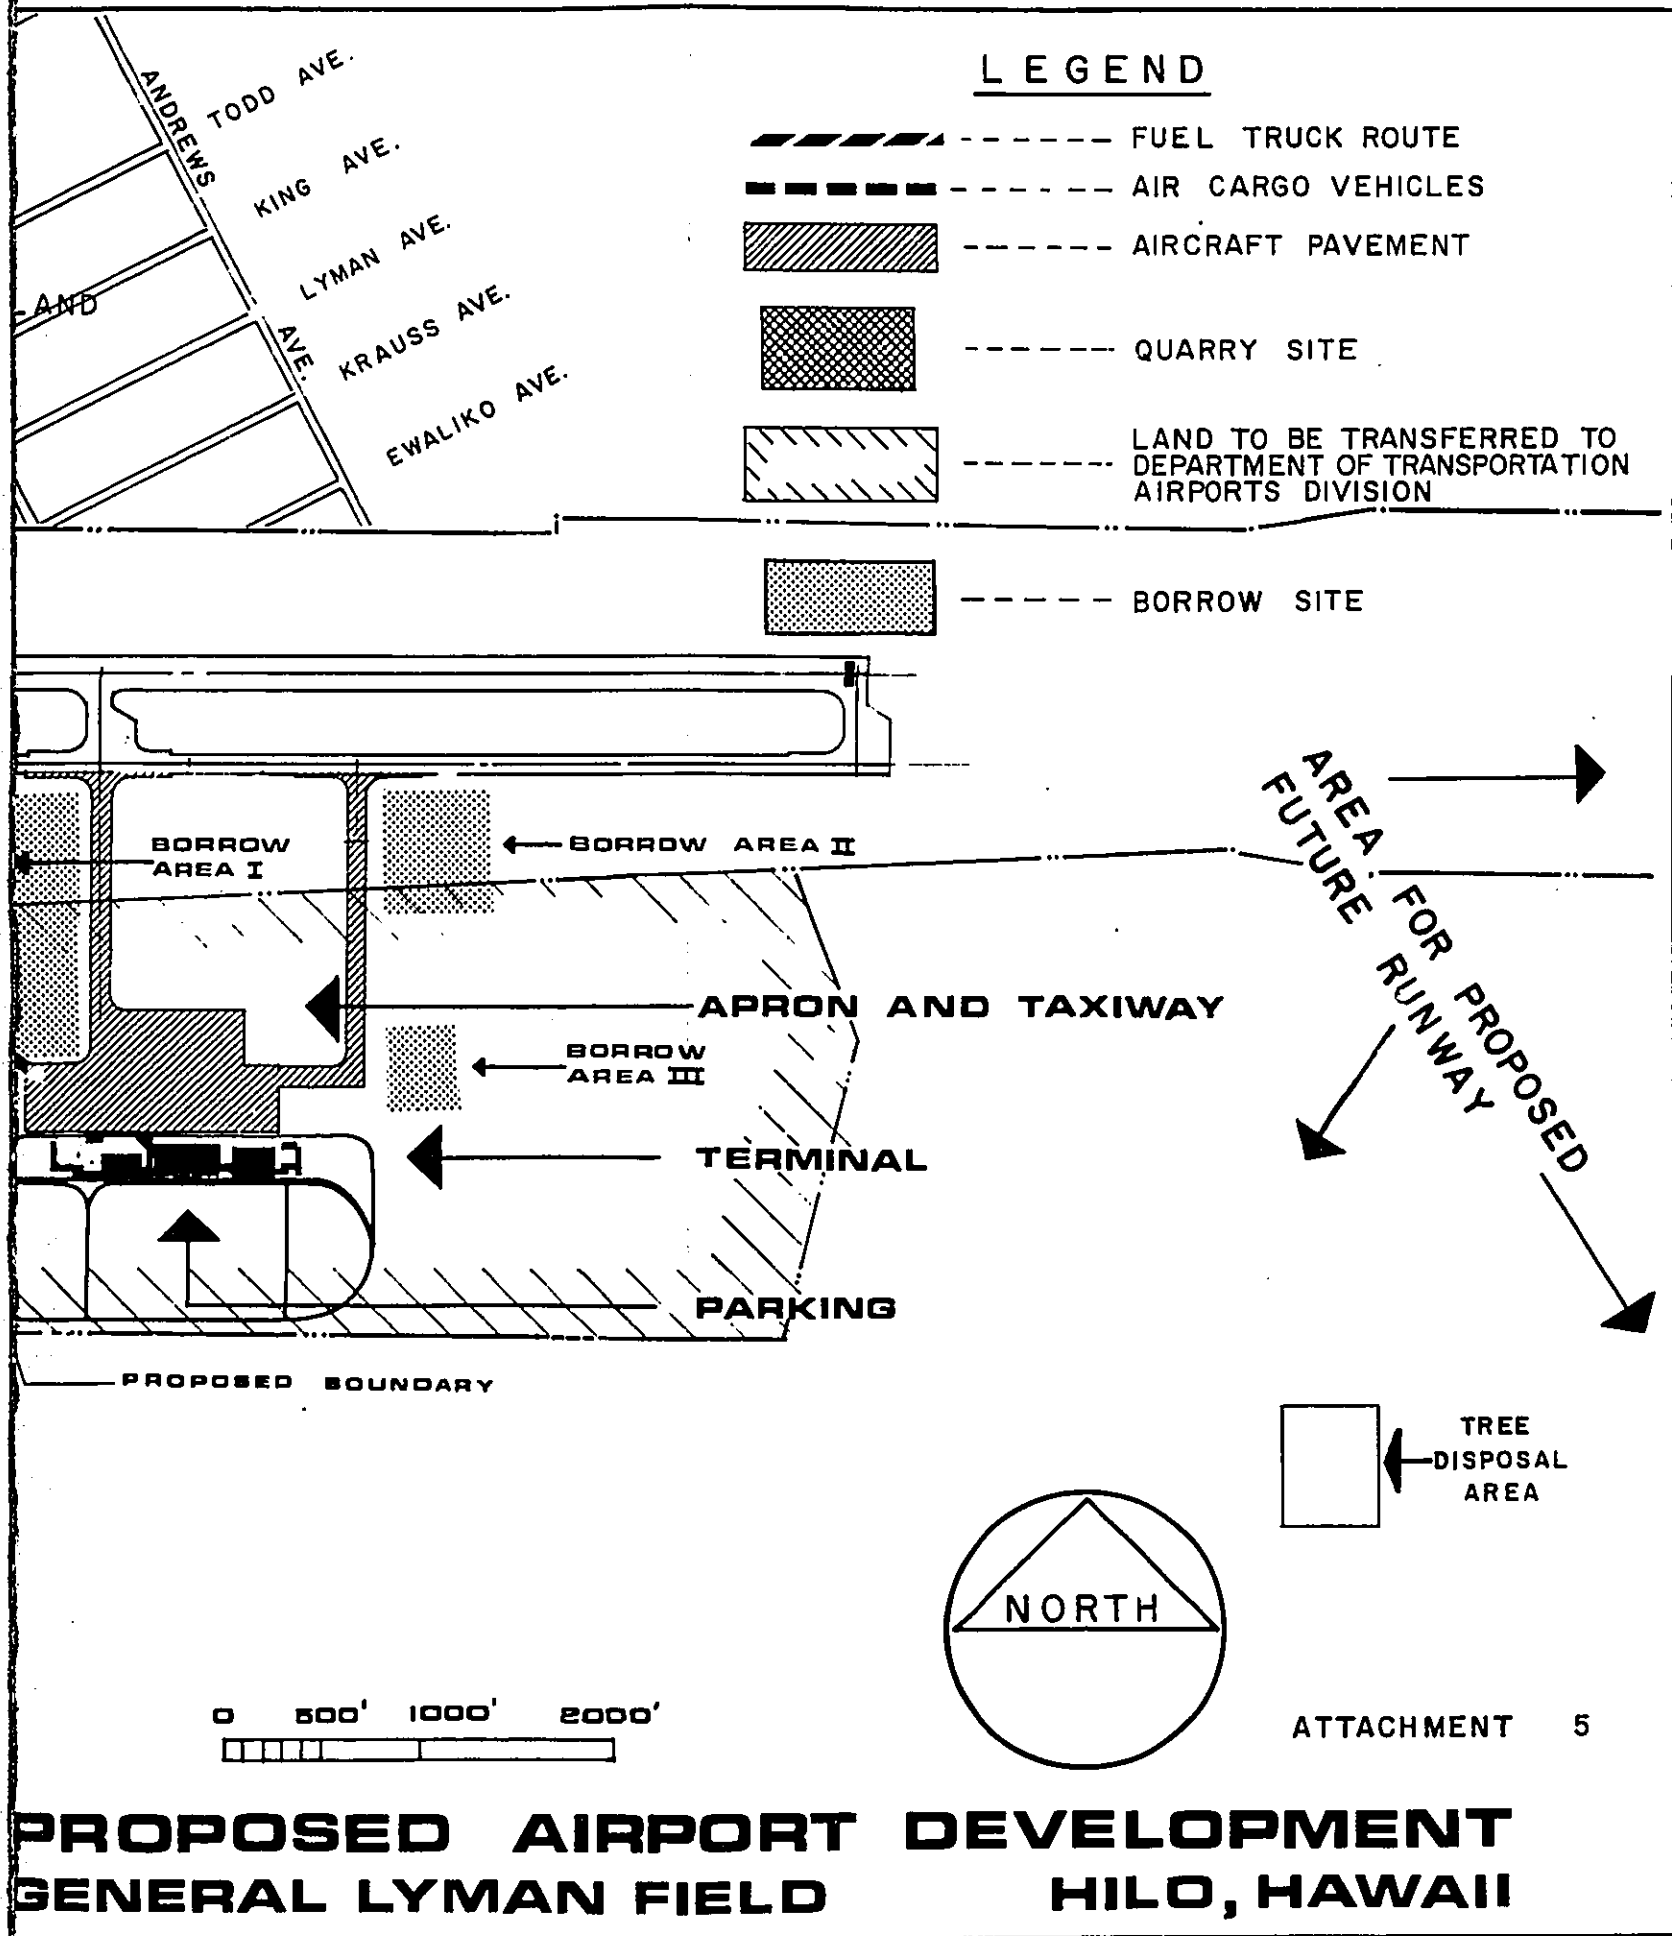 LEGEND
FUEL TRUCK ROUTE
AIR CARGO VEHICLES
AIRCRAFT PAVEMENT
QUARRY SITE
LAND TO BE TRANSFERRED TO
DEPARTMENT OF TRANSPORTATION
AIRPORTS DIVISION
BORROW SITE
ANDREWS
AVE.
TODD AVE.
KING AVE.
LYMAN AVE.
KRAUSS AVE.
EWALIKO AVE.
AND
BORROW
AREA I
BORROW AREA II
APRON AND TAXIWAY
BORROW
AREA III
TERMINAL
PARKING
PROPOSED BOUNDARY
AREA FOR PROPOSED
FUTURE RUNWAY
TREE
DISPOSAL
AREA
NORTH
0 500' 1000' 2000'
ATTACHMENT 5
PROPOSED AIRPORT DEVELOPMENT
GENERAL LYMAN FIELD HILO, HAWAII